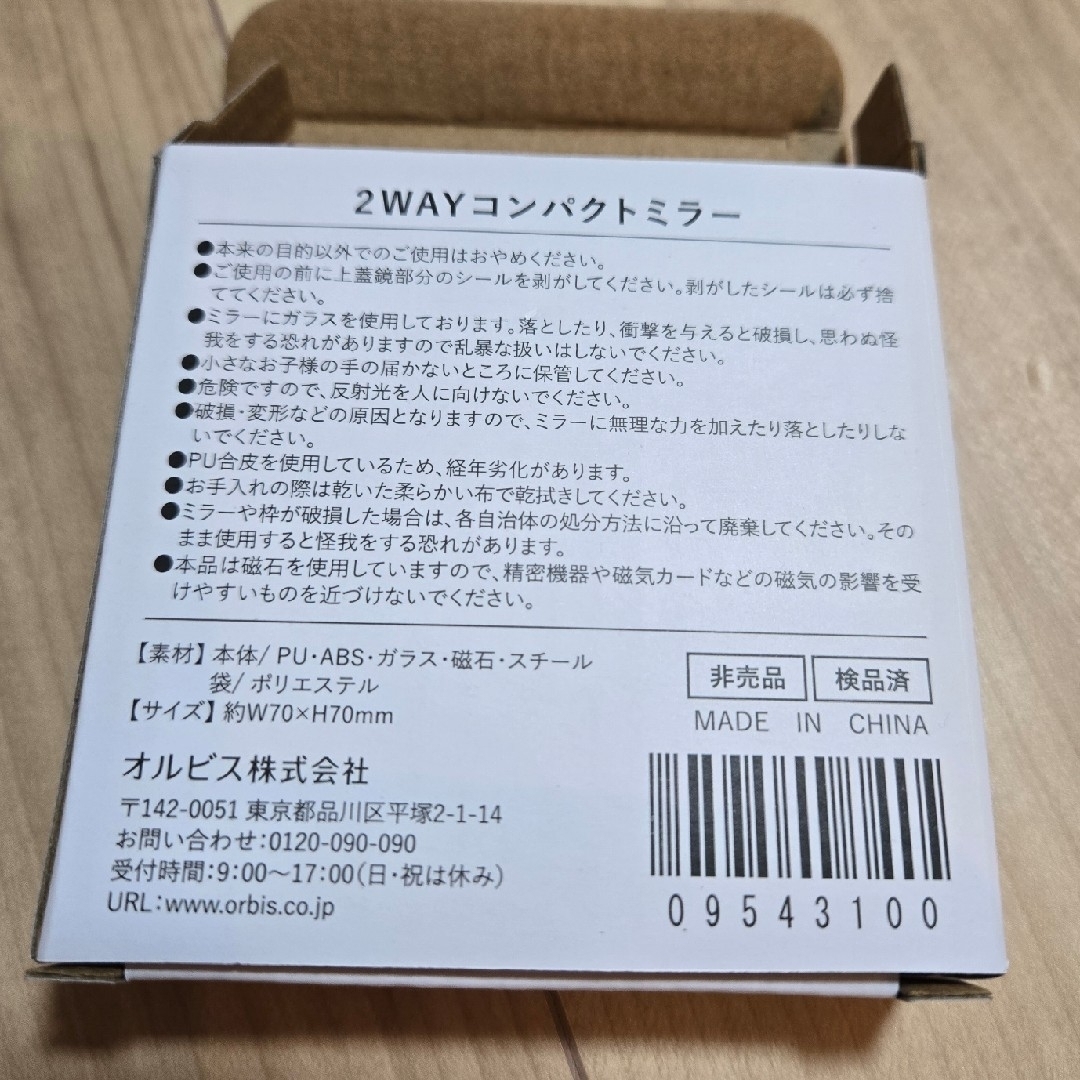 2WAYコンパクトミラー
●本来の目的以外でのご使用はおやめください。
●ご使用の前に上蓋鏡部分のシールを剥がしてください。剥がしたシールは必ず捨
ててください。
●ミラーにガラスを使用しております。落としたり、衝撃を与えると破損し、思わぬ怪
我をする恐れがありますので乱暴な扱いはしないでください。
●小さなお子様の手の届かないところに保管してください。
●危険ですので、反射光を人に向けないでください。
●破損・変形などの原因となりますので、ミラーに無理な力を加えたり落としたりしな
いでください。
●PU合皮を使用しているため、経年劣化があります。
●お手入れの際は乾いた柔らかい布で乾拭きしてください。
●ミラーや枠が破損した場合は、各自治体の処分方法に沿って廃棄してください。その
まま使用すると怪我をする恐れがあります。
●本品は磁石を使用していますので、精密機器や磁気カードなどの磁気の影響を受
けやすいものを近づけないでください。
【素材】本体/ PU・ABS・ガラス・磁石・スチール
袋/ ポリエステル
【サイズ】約W70×H70mm
非売品 検品済
MADE IN CHINA
オルビス株式会社
〒142-0051 東京都品川区平塚2-1-14
お問い合わせ:0120-090-090
受付時間:9:00〜17:00(日・祝は休み)
URL:www.orbis.co.jp
09543100